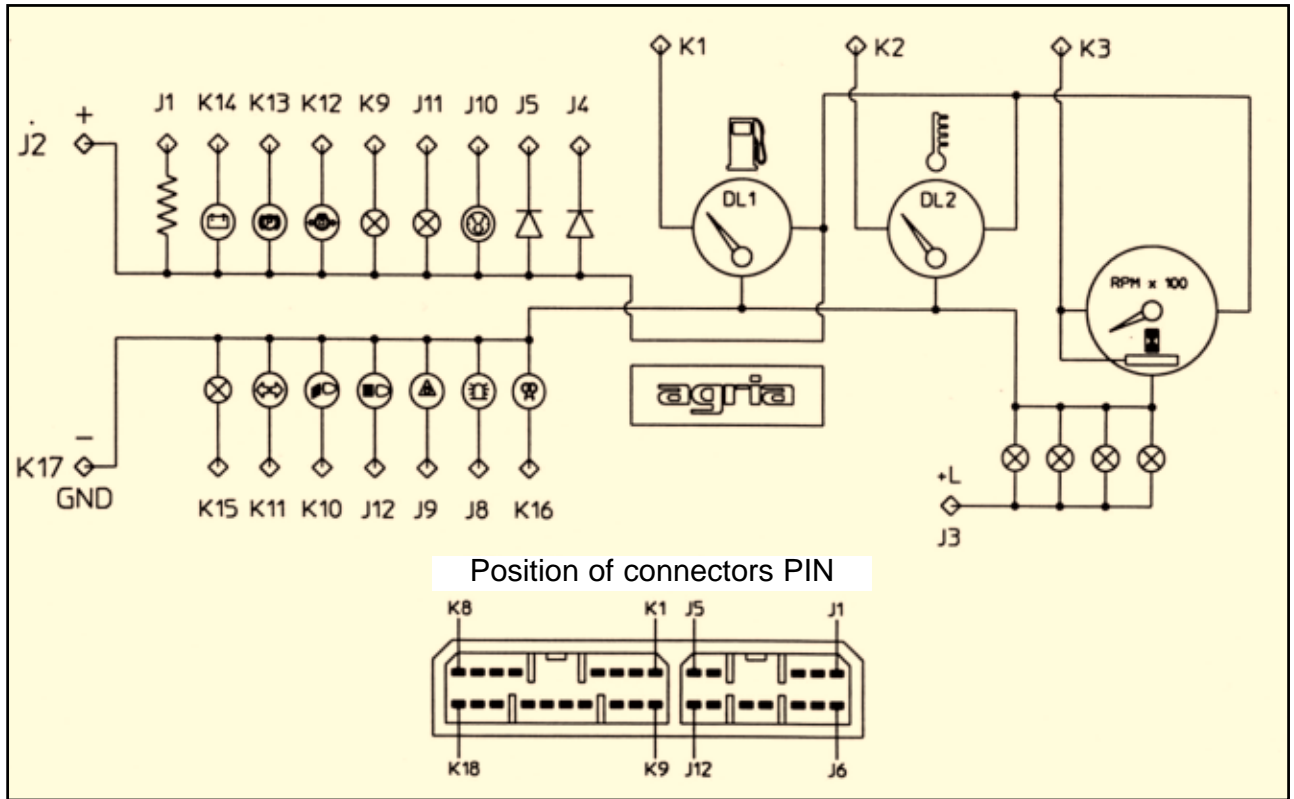 K1 K2 K3
J1 K14 K13 K12 K9 J11 J10 J5 J4
+
J2
DL1 DL2
RPM x 100
agria
−
K17
GND
K15 K11 K10 J12 J9 J8 K16
+L
J3
Position of connectors PIN
K8 K1 J5 J1
K18 K9 J12 J6